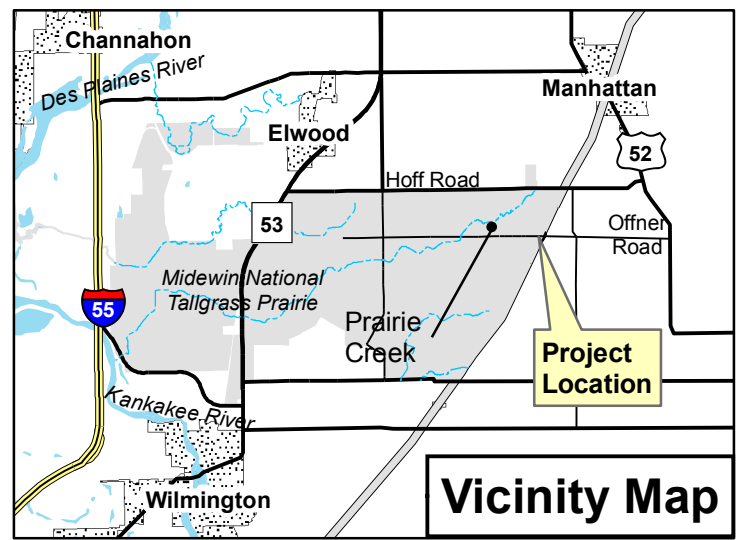 Channahon
Des Plaines River
Manhattan
Elwood
52
Hoff Road
53
Offner
Road
Midewin National
Tallgrass Prairie
55
Prairie
Creek
Project
Location
Kankakee River
Wilmington
Vicinity Map